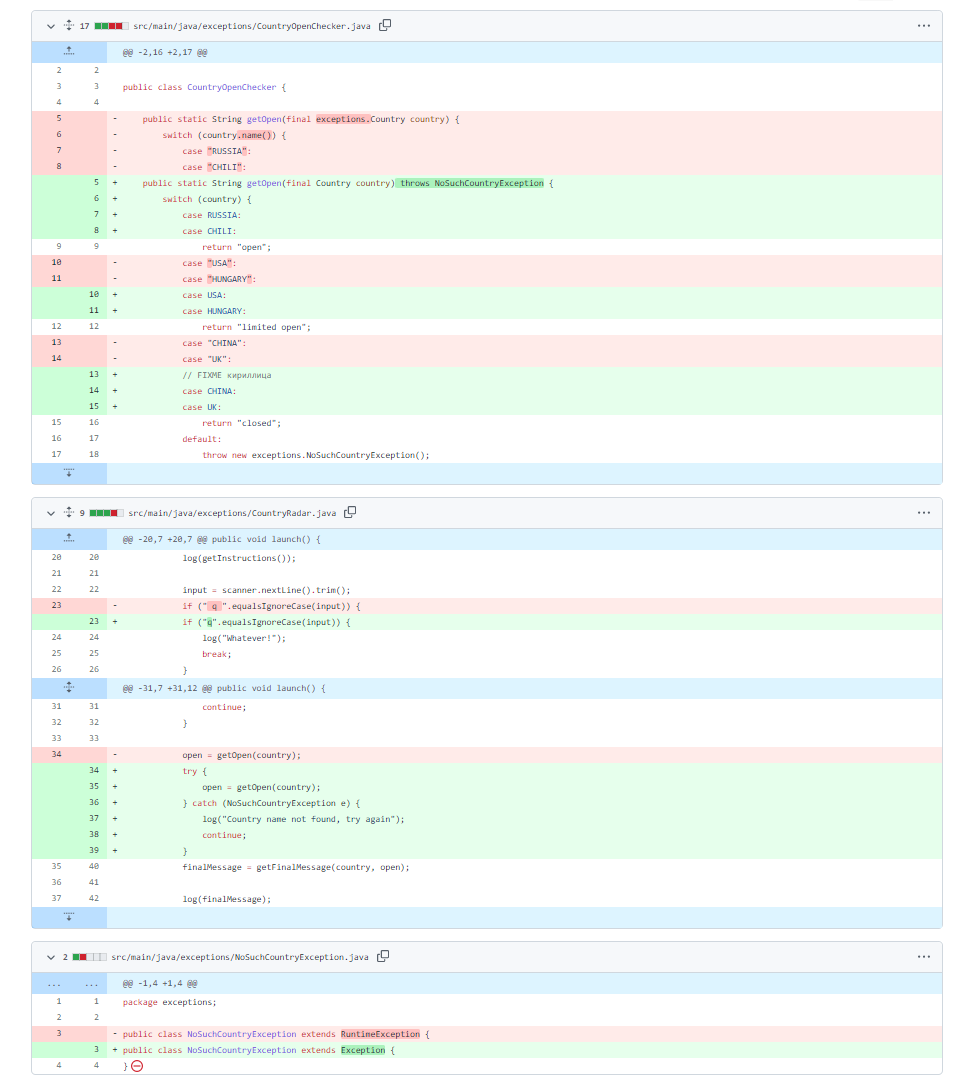 17 src/main/java/exceptions/CountryOpenChecker.java
@@ -2,16 +2,17 @@
2 2
3 3 public class CountryOpenChecker {
4 4
5 - public static String getOpen(final exceptions.Country country) {
6 - switch (country.name()) {
7 - case "RUSSIA":
8 - case "CHILI":
5 + public static String getOpen(final Country country) throws NoSuchCountryException {
6 + switch (country) {
7 + case RUSSIA:
8 + case CHILI:
9 9 return "open";
10 - case "USA":
11 - case "HUNGARY":
10 + case USA:
11 + case HUNGARY:
12 12 return "limited open";
13 - case "CHINA":
14 - case "UK":
13 + // FIXME кириллица
14 + case CHINA:
15 + case UK:
15 16 return "closed";
16 17 default:
17 18 throw new exceptions.NoSuchCountryException();
9 src/main/java/exceptions/CountryRadar.java
@@ -20,7 +20,7 @@ public void launch() {
20 20 log(getInstructions());
21 21
22 22 input = scanner.nextLine().trim();
23 - if (" q ".equalsIgnoreCase(input)) {
23 + if ("q".equalsIgnoreCase(input)) {
24 24 log("Whatever!");
25 25 break;
26 26 }
@@ -31,7 +31,12 @@ public void launch() {
31 31 continue;
32 32 }
33 33
34 - open = getOpen(country);
34 + try {
35 + open = getOpen(country);
36 + } catch (NoSuchCountryException e) {
37 + log("Country name not found, try again");
38 + continue;
39 + }
35 40 finalMessage = getFinalMessage(country, open);
36 41
37 42 log(finalMessage);
2 src/main/java/exceptions/NoSuchCountryException.java
... ... @@ -1,4 +1,4 @@
1 1 package exceptions;
2 2
3 - public class NoSuchCountryException extends RuntimeException {
3 + public class NoSuchCountryException extends Exception {
4 4 }